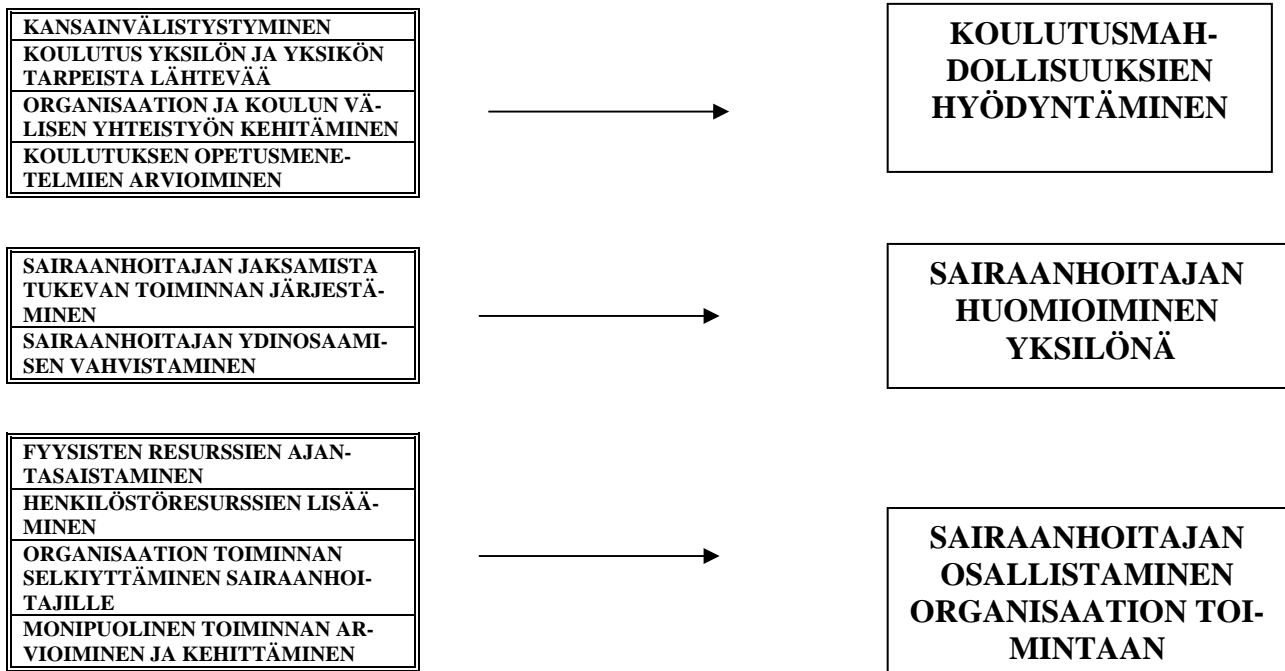 KANSAINVÄLISTYSTYMINEN
KOULUTUS YKSILÖN JA YKSIKÖN
TARPEISTA LÄHTEVÄÄ
ORGANISAATION JA KOULUN VÄ-
LISEN YHTEISTYÖN KEHITÄMINEN
KOULUTUKSEN OPETUSMENE-
TELMIEN ARVIOIMINEN
KOULUTUSMAH-
DOLLISUUKSIEN
HYÖDYNTÄMINEN
SAIRAANHOITAJAN JAKSAMISTA
TUKEVAN TOIMINNAN JÄRJESTÄ-
MINEN
SAIRAANHOITAJAN YDINOSAAMI-
SEN VAHVISTAMINEN
SAIRAANHOITAJAN
HUOMIOIMINEN
YKSILÖNÄ
FYYSISTEN RESURSSIEN AJAN-
TASAISTAMINEN
HENKILÖSTÖRESURSSIEN LISÄÄ-
MINEN
ORGANISAATION TOIMINNAN
SELKIYTTÄMINEN SAIRAANHOI-
TAJILLE
MONIPUOLINEN TOIMINNAN AR-
VIOIMINEN JA KEHITTÄMINEN
SAIRAANHOITAJAN
OSALLISTAMINEN
ORGANISAATION TOI-
MINTAAN